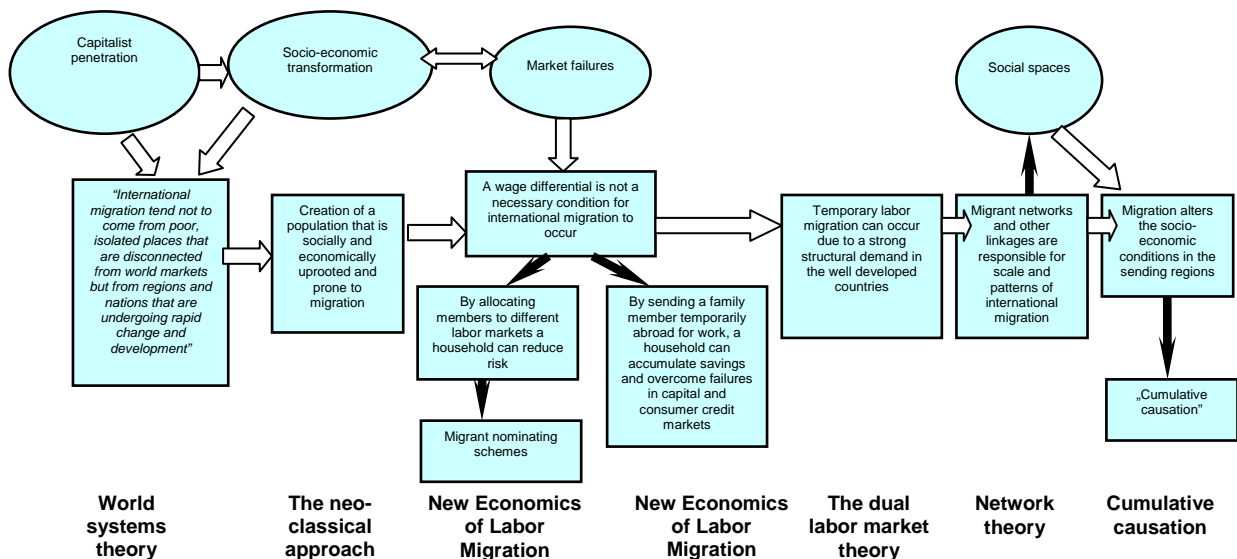 Capitalist
penetration
Socio-economic
transformation
Market failures
Social spaces
“International
migration tend not to
come from poor,
isolated places that
are disconnected
from world markets
but from regions and
nations that are
undergoing rapid
change and
development”
Creation of a
population that is
socially and
economically
uprooted and
prone to
migration
A wage differential is not a
necessary condition for
international migration to
occur
By allocating
members to different
labor markets a
household can reduce
risk
Migrant nominating
schemes
By sending a family
member temporarily
abroad for work, a
household can
accumulate savings
and overcome failures
in capital and
consumer credit
markets
Temporary labor
migration can occur
due to a strong
structural demand in
the well developed
countries
Migrant networks
and other
linkages are
responsible for
scale and
patterns of
international
migration
Migration alters
the socio-
economic
conditions in the
sending regions
„Cumulative
causation”
World
systems
theory
The neo-
classical
approach
New Economics
of Labor
Migration
New Economics
of Labor
Migration
The dual
labor market
theory
Network
theory
Cumulative
causation